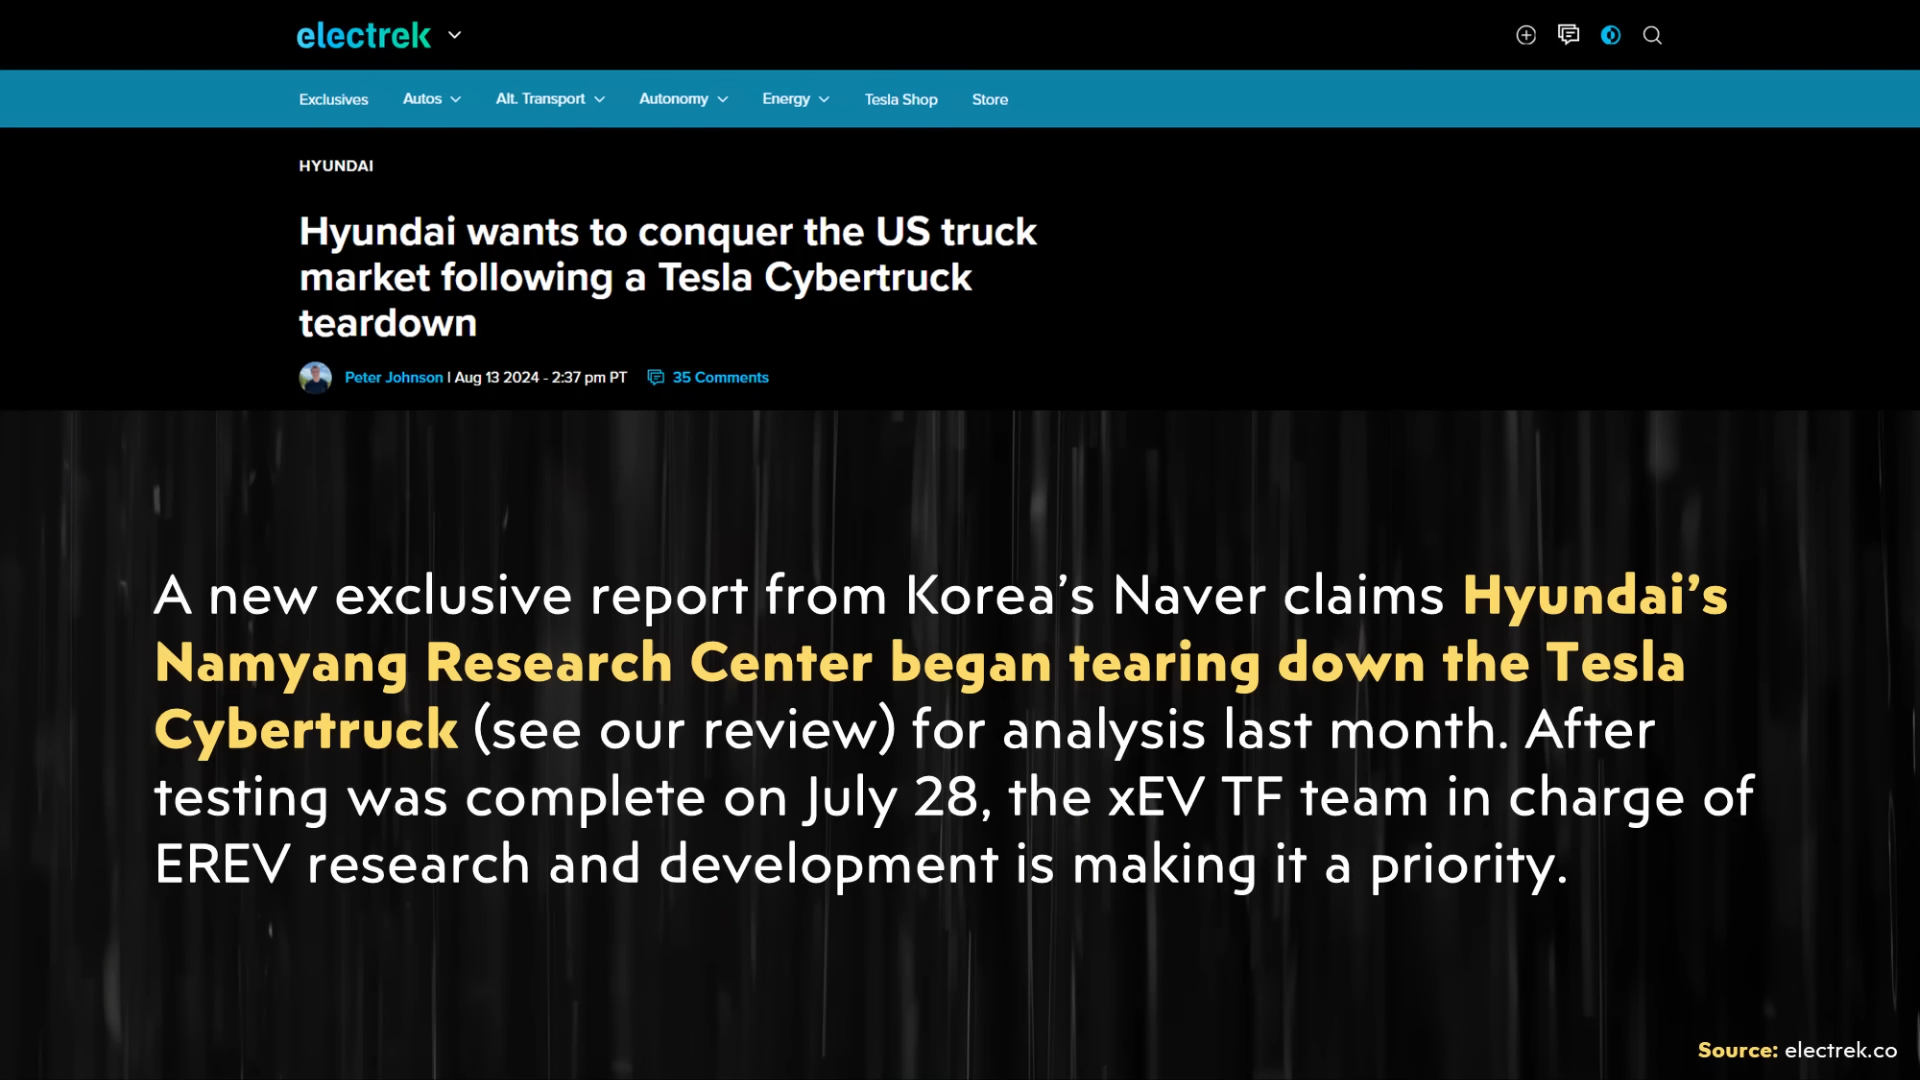 electrek
Exclusives Autos Alt. Transport Autonomy Energy Tesla Shop Store
HYUNDAI
Hyundai wants to conquer the US truck
market following a Tesla Cybertruck
teardown
Peter Johnson | Aug 13 2024 - 2:37 pm PT 35 Comments
A new exclusive report from Korea’s Naver claims Hyundai’s
Namyang Research Center began tearing down the Tesla
Cybertruck (see our review) for analysis last month. After
testing was complete on July 28, the xEV TF team in charge of
EREV research and development is making it a priority.
Source: electrek.co